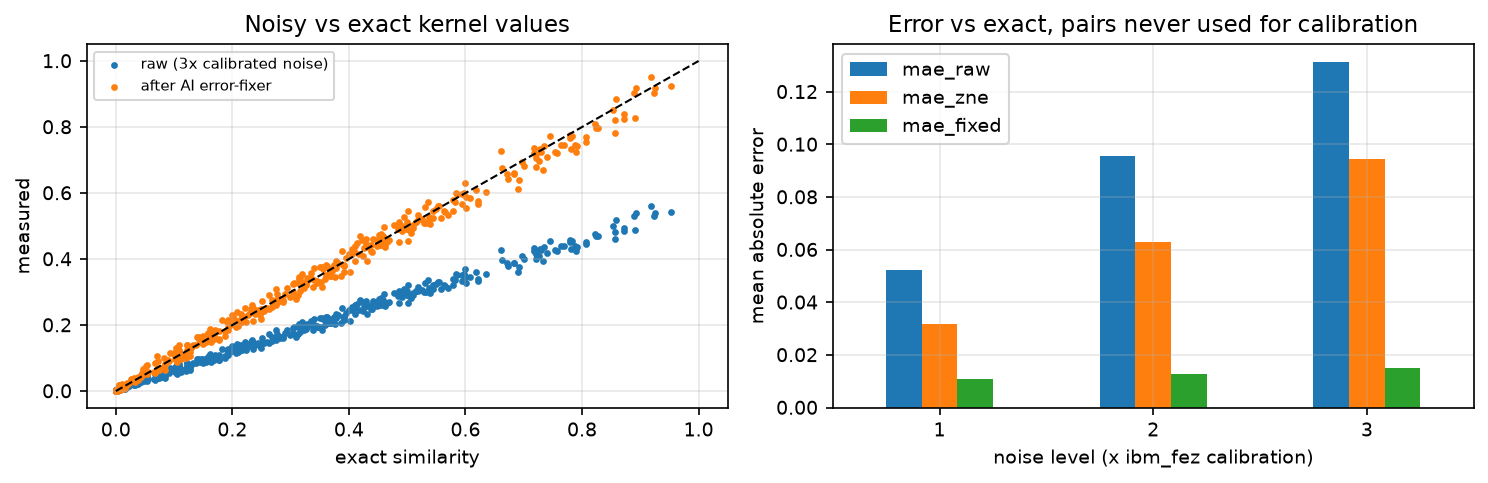 Noisy vs exact kernel values
raw (3x calibrated noise)
after AI error-fixer
measured
1.0
0.8
0.6
0.4
0.2
0.0
0.0 0.2 0.4 0.6 0.8 1.0
exact similarity
Error vs exact, pairs never used for calibration
mae_raw
mae_zne
mae_fixed
mean absolute error
0.12
0.10
0.08
0.06
0.04
0.02
0.00
1 2 3
noise level (x ibm_fez calibration)